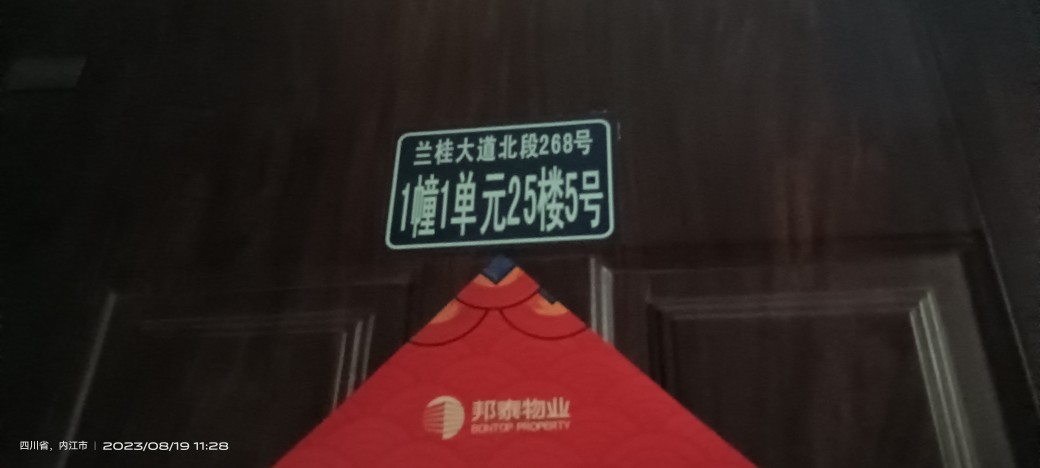 兰桂大道北段268号
1幢1单元25楼5号
邦泰物业
BONTOP PROPERTY
四川省，内江市 | 2023/08/19 11:28